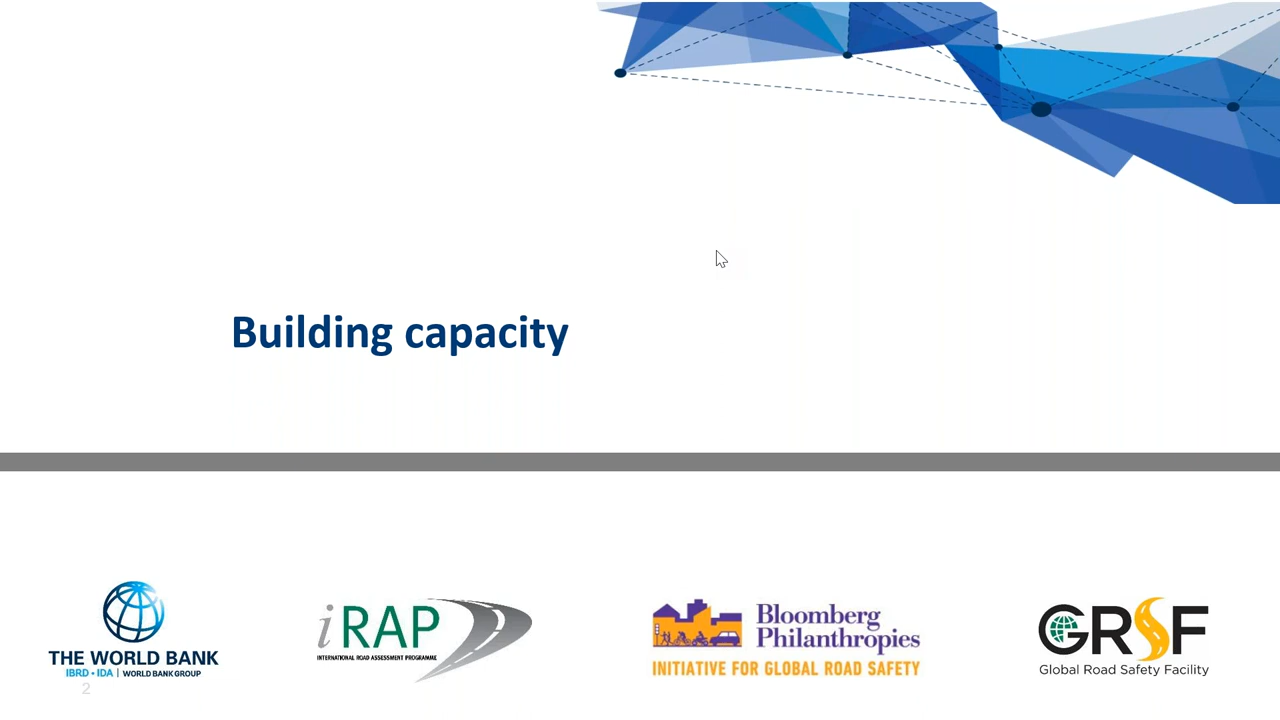 Building capacity
THE WORLD BANK
IBRD • IDA | WORLD BANK GROUP
2
iRAP
INTERNATIONAL ROAD ASSESSMENT PROGRAMME
Bloomberg
Philanthropies
INITIATIVE FOR GLOBAL ROAD SAFETY
GRSF
Global Road Safety Facility